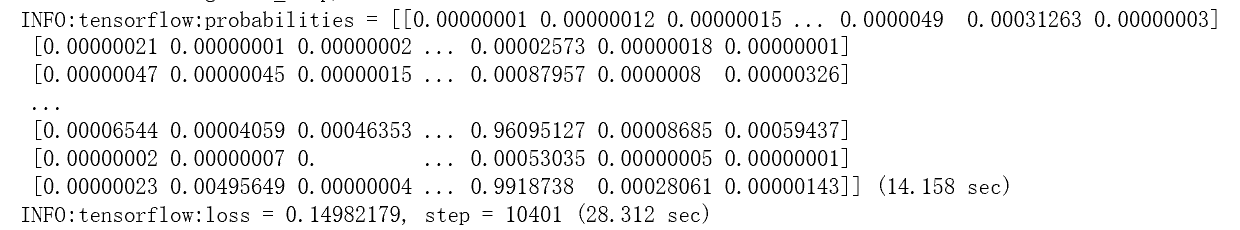 INFO:tensorflow:probabilities = [[0.00000001 0.00000012 0.00000015 ... 0.0000049  0.00031263 0.00000003]
 [0.00000021 0.00000001 0.00000002 ... 0.00002573 0.00000018 0.00000001]
 [0.00000047 0.00000045 0.00000015 ... 0.00087957 0.0000008  0.00000326]
 ...
 [0.00006544 0.00004059 0.00046353 ... 0.96095127 0.00008685 0.00059437]
 [0.00000002 0.00000007 0.         ... 0.00053035 0.00000005 0.00000001]
 [0.00000023 0.00495649 0.00000004 ... 0.9918738  0.00028061 0.00000143]] (14.158 sec)
INFO:tensorflow:loss = 0.14982179, step = 10401 (28.312 sec)